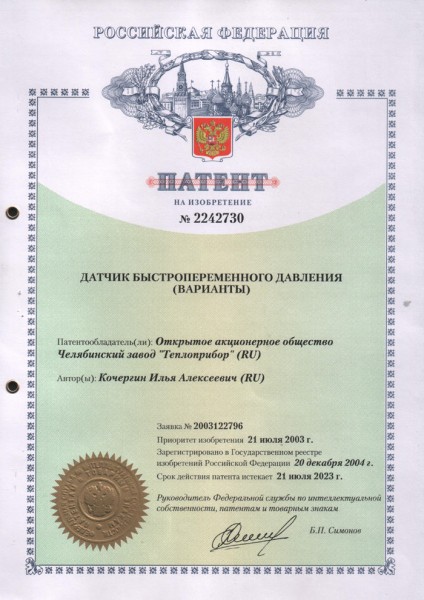 РОССИЙСКАЯ ФЕДЕРАЦИЯ
ПАТЕНТ
НА ИЗОБРЕТЕНИЕ
№ 2242730
ДАТЧИК БЫСТРОПЕРЕМЕННОГО ДАВЛЕНИЯ
(ВАРИАНТЫ)
Патентообладатель(ли): Открытое акционерное общество
Челябинский завод "Теплоприбор" (RU)
Автор(ы): Кочергин Илья Алексеевич (RU)
Заявка № 2003122796
Приоритет изобретения 21 июля 2003 г.
Зарегистрировано в Государственном реестре
изобретений Российской Федерации 20 декабря 2004 г.
Срок действия патента истекает 21 июля 2023 г.
Руководитель Федеральной службы по интеллектуальной
собственности, патентам и товарным знакам
Б.П. Симонов